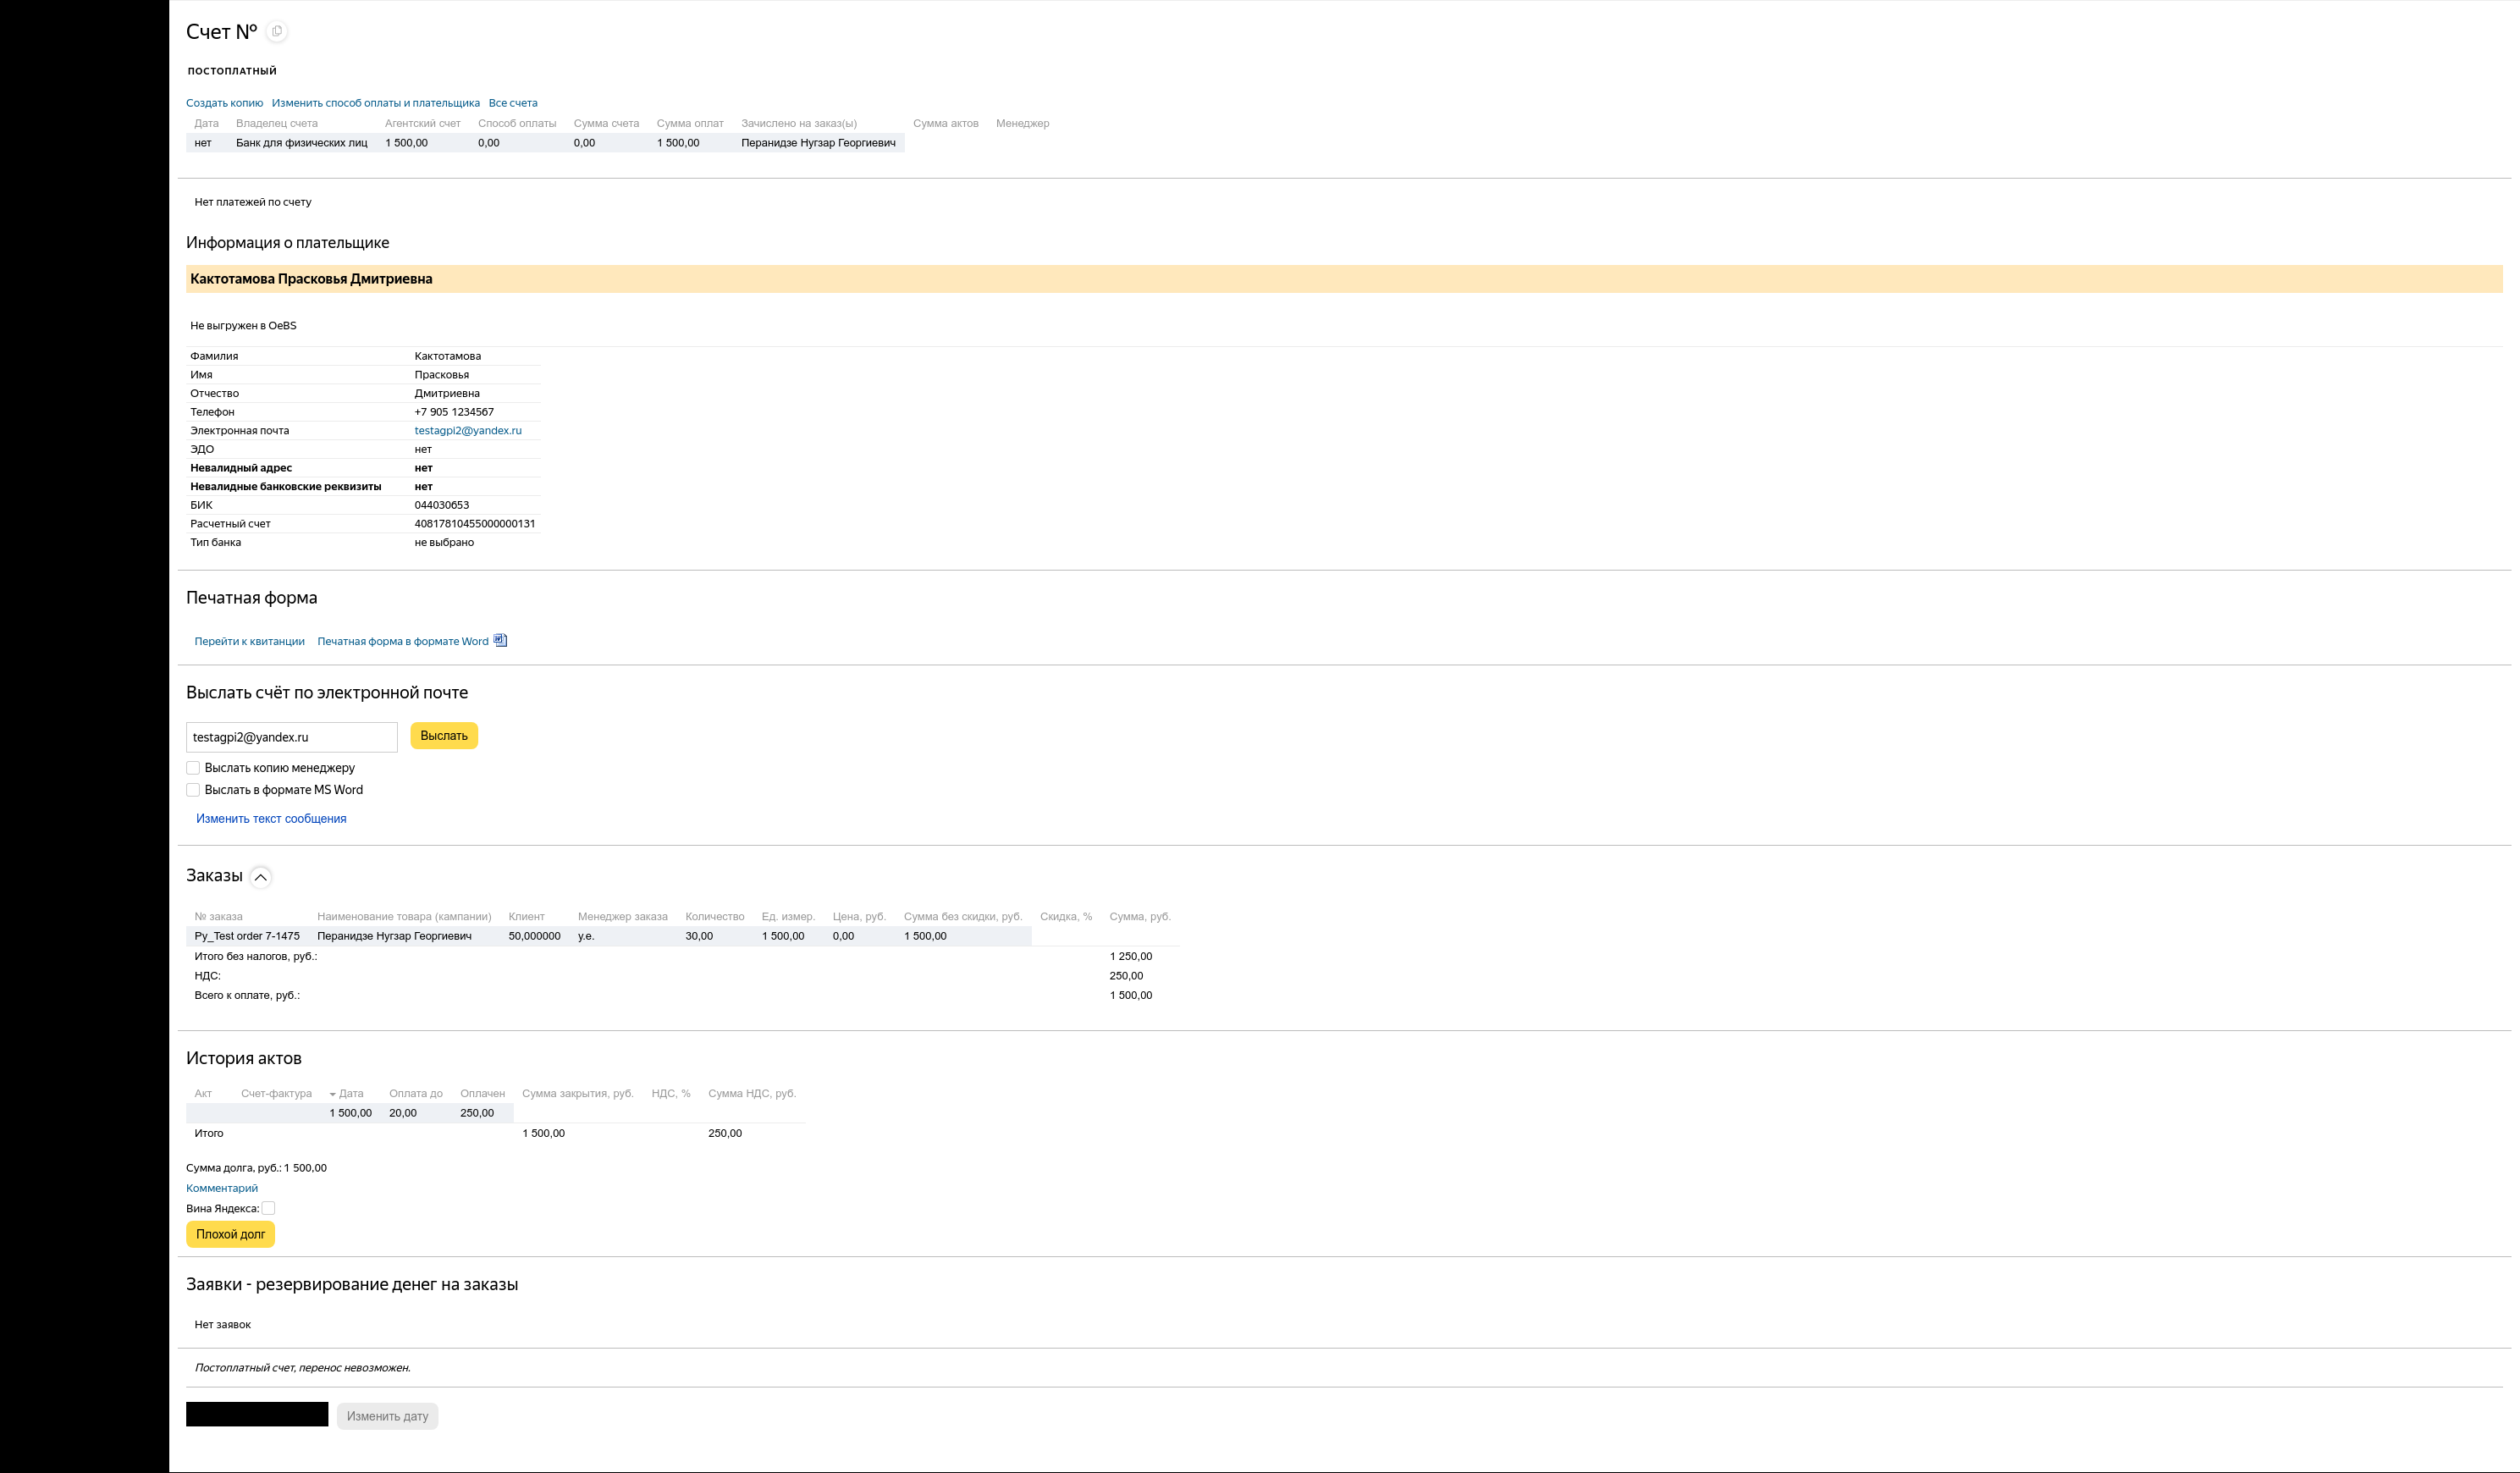 Счет №
ПОСТОПЛАТНЫЙ
Создать копию Изменить способ оплаты и плательщика Все счета
Дата Владелец счета Агентский счет Способ оплаты Сумма счета Сумма оплат Зачислено на заказ(ы) Сумма актов Менеджер
нет Банк для физических лиц 1 500,00 0,00 0,00 1 500,00 Перанидзе Нугзар Георгиевич
Нет платежей по счету
Информация о плательщике
Кактотамова Прасковья Дмитриевна
Не выгружен в OeBS
Фамилия Кактотамова
Имя Прасковья
Отчество Дмитриевна
Телефон +7 905 1234567
Электронная почта testagpi2@yandex.ru
ЭДО нет
Невалидный адрес нет
Невалидные банковские реквизиты нет
БИК 044030653
Расчетный счет 40817810455000000131
Тип банка не выбрано
Печатная форма
Перейти к квитанции Печатная форма в формате Word
Выслать счёт по электронной почте
testagpi2@yandex.ru Выслать
Выслать копию менеджеру
Выслать в формате MS Word
Изменить текст сообщения
Заказы
№ заказа Наименование товара (кампании) Клиент Менеджер заказа Количество Ед. измер. Цена, руб. Сумма без скидки, руб. Скидка, % Сумма, руб.
Py_Test order 7-1475 Перанидзе Нугзар Георгиевич 50,000000 у.е. 30,00 1 500,00 0,00 1 500,00
Итого без налогов, руб.: 1 250,00
НДС: 250,00
Всего к оплате, руб.: 1 500,00
История актов
Акт Счет-фактура Дата Оплата до Оплачен Сумма закрытия, руб. НДС, % Сумма НДС, руб.
1 500,00 20,00 250,00
Итого 1 500,00 250,00
Сумма долга, руб.: 1 500,00
Комментарий
Вина Яндекса:
Плохой долг
Заявки - резервирование денег на заказы
Нет заявок
Постоплатный счет, перенос невозможен.
Изменить дату